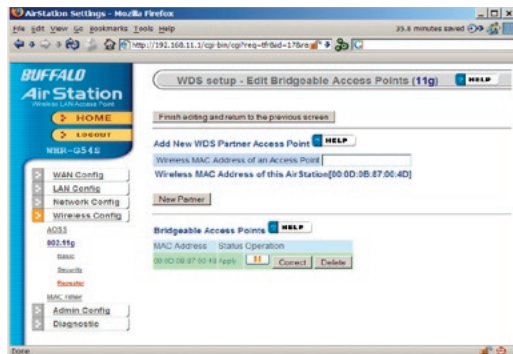 AirStation Settings - Mozilla Firefox
File Edit View Go Bookmarks Tools Help
35.8 minutes saved
http://192.168.11.1/cgi-bin/cgi?req=tfr&id=17&re
BUFFALO
AirStation
Wireless LAN Access Point
HOME
LOGOUT
WHR-G54S
WAN Config
LAN Config
Network Config
Wireless Config
AOSS
802.11g
Basic
Security
Repeater
MAC Filter
Admin Config
Diagnostic
WDS setup - Edit Bridgeable Access Points (11g)
HELP
Finish editing and return to the previous screen
Add New WDS Partner Access Point HELP
Wireless MAC Address of an Access Point
Wireless MAC Address of this AirStation[00:0D:0B:87:00:4D]
New Partner
Bridgeable Access Points HELP
MAC Address Status Operation
Apply Correct Delete
Done